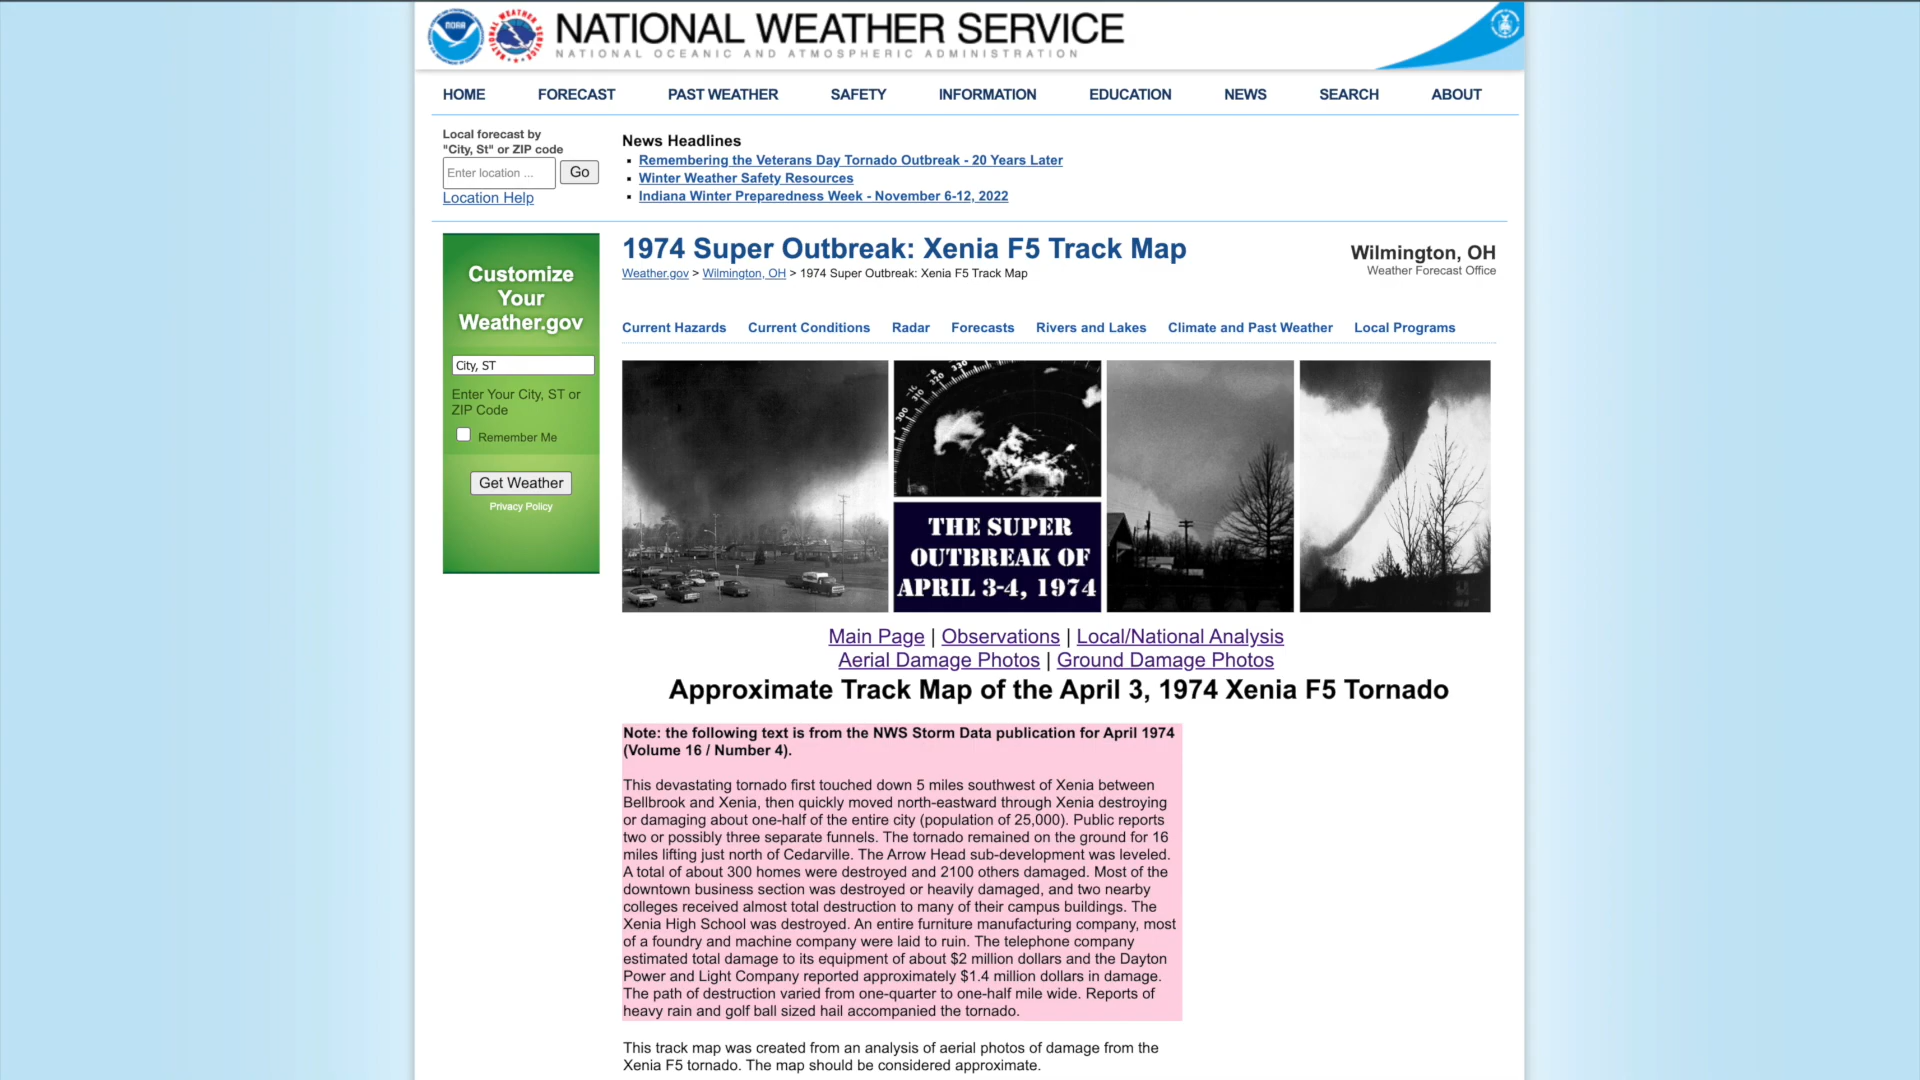 NATIONAL WEATHER SERVICE
NATIONAL OCEANIC AND ATMOSPHERIC ADMINISTRATION
HOME FORECAST PAST WEATHER SAFETY INFORMATION EDUCATION NEWS SEARCH ABOUT
Local forecast by
"City, St" or ZIP code
Enter location ...
Go
Location Help
News Headlines
Remembering the Veterans Day Tornado Outbreak - 20 Years Later
Winter Weather Safety Resources
Indiana Winter Preparedness Week - November 6-12, 2022
Customize
Your
Weather.gov
City, ST
Enter Your City, ST or
ZIP Code
Remember Me
Get Weather
Privacy Policy
1974 Super Outbreak: Xenia F5 Track Map
Weather.gov > Wilmington, OH > 1974 Super Outbreak: Xenia F5 Track Map
Wilmington, OH
Weather Forecast Office
Current Hazards Current Conditions Radar Forecasts Rivers and Lakes Climate and Past Weather Local Programs
300 310 320 330
THE SUPER
OUTBREAK OF
APRIL 3-4, 1974
Main Page | Observations | Local/National Analysis
Aerial Damage Photos | Ground Damage Photos
Approximate Track Map of the April 3, 1974 Xenia F5 Tornado
Note: the following text is from the NWS Storm Data publication for April 1974
(Volume 16 / Number 4).
This devastating tornado first touched down 5 miles southwest of Xenia between
Bellbrook and Xenia, then quickly moved north-eastward through Xenia destroying
or damaging about one-half of the entire city (population of 25,000). Public reports
two or possibly three separate funnels. The tornado remained on the ground for 16
miles lifting just north of Cedarville. The Arrow Head sub-development was leveled.
A total of about 300 homes were destroyed and 2100 others damaged. Most of the
downtown business section was destroyed or heavily damaged, and two nearby
colleges received almost total destruction to many of their campus buildings. The
Xenia High School was destroyed. An entire furniture manufacturing company, most
of a foundry and machine company were laid to ruin. The telephone company
estimated total damage to its equipment of about $2 million dollars and the Dayton
Power and Light Company reported approximately $1.4 million dollars in damage.
The path of destruction varied from one-quarter to one-half mile wide. Reports of
heavy rain and golf ball sized hail accompanied the tornado.
This track map was created from an analysis of aerial photos of damage from the
Xenia F5 tornado. The map should be considered approximate.